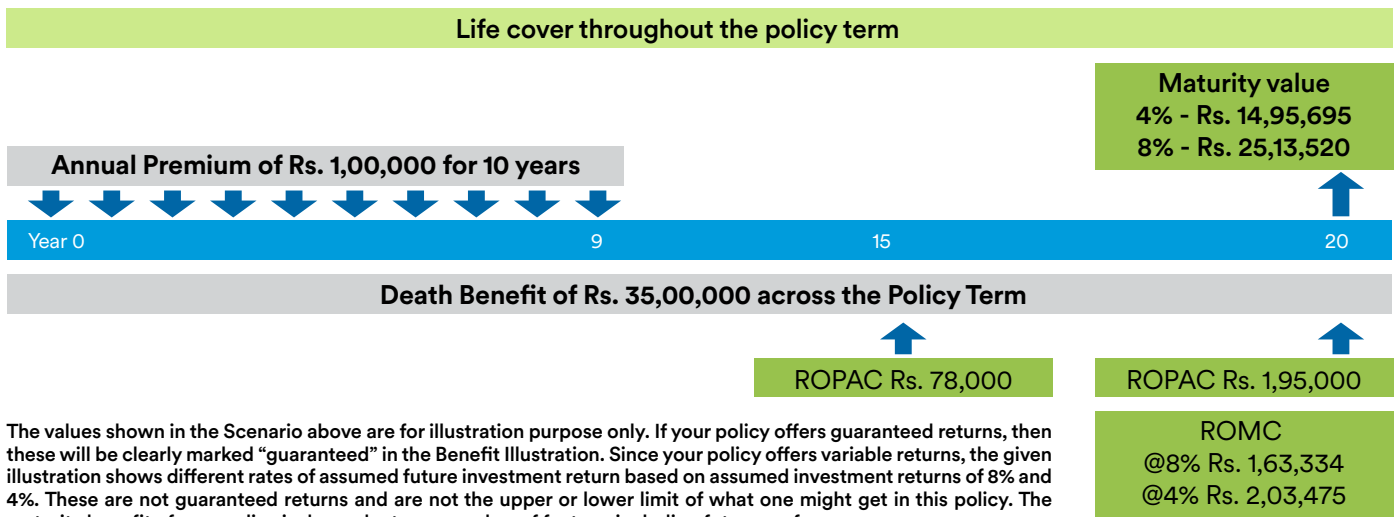 Life cover throughout the policy term
Maturity value
4% - Rs. 14,95,695
8% - Rs. 25,13,520
Annual Premium of Rs. 1,00,000 for 10 years
Year 0 9 15 20
Death Benefit of Rs. 35,00,000 across the Policy Term
ROPAC Rs. 78,000
ROPAC Rs. 1,95,000
ROMC
@8% Rs. 1,63,334
@4% Rs. 2,03,475
The values shown in the Scenario above are for illustration purpose only. If your policy offers guaranteed returns, then
these will be clearly marked “guaranteed” in the Benefit Illustration. Since your policy offers variable returns, the given
illustration shows different rates of assumed future investment return based on assumed investment returns of 8% and
4%. These are not guaranteed returns and are not the upper or lower limit of what one might get in this policy. The